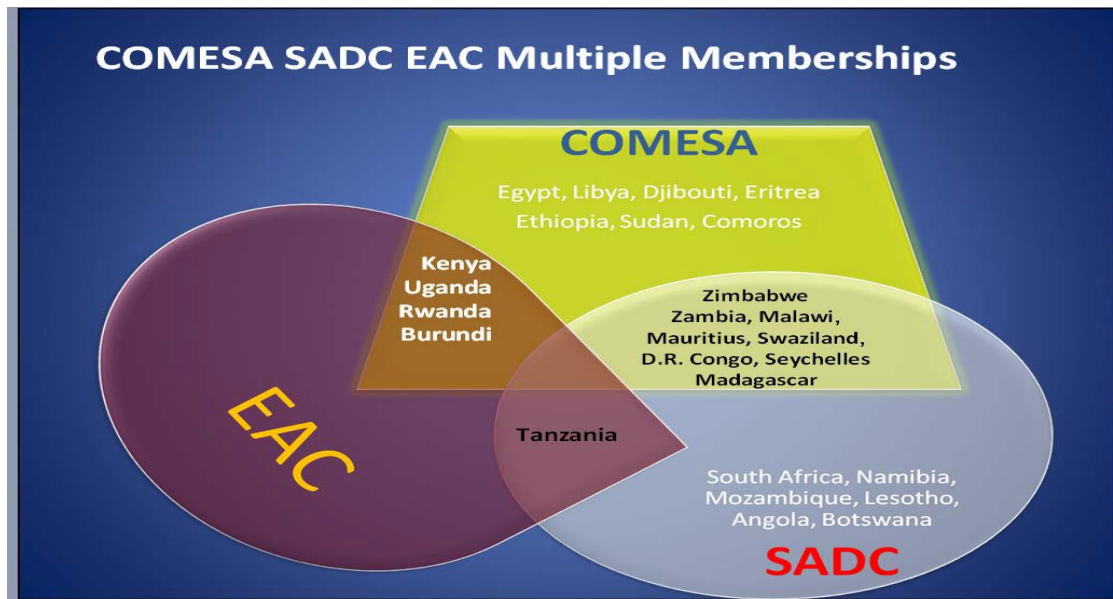 COMESA SADC EAC Multiple Memberships
COMESA
Egypt, Libya, Djibouti, Eritrea
Ethiopia, Sudan, Comoros
Kenya
Uganda
Rwanda
Burundi
Zimbabwe
Zambia, Malawi,
Mauritius, Swaziland,
D.R. Congo, Seychelles
Madagascar
EAC
Tanzania
South Africa, Namibia,
Mozambique, Lesotho,
Angola, Botswana
SADC